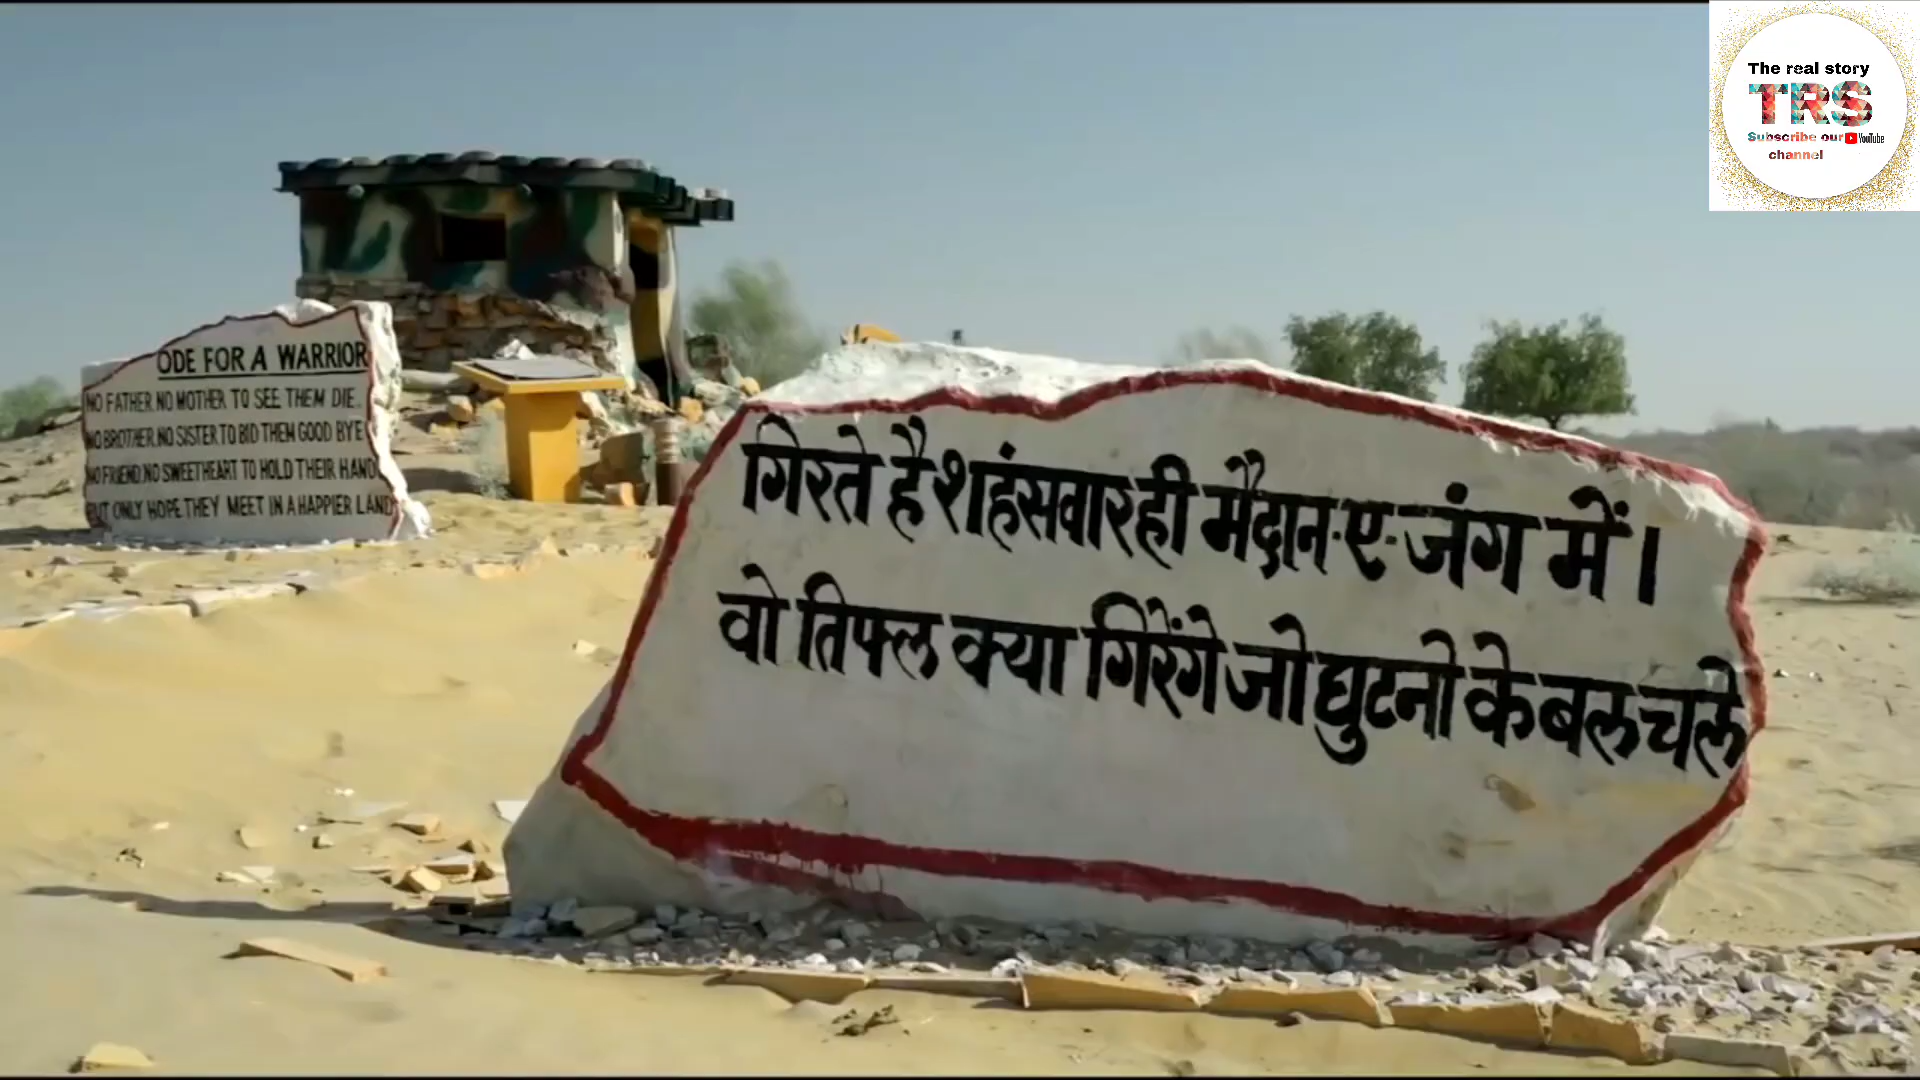 The real story
TRS
Subscribe our YouTube
channel
ODE FOR A WARRIOR
NO FATHER NO MOTHER TO SEE THEM DIE.
NO BROTHER.NO SISTER TO BID THEM GOOD BYE
NO FRIEND.NO SWEETHEART TO HOLD THEIR HAND
BUT ONLY HOPE THEY MEET IN A HAPPIER LAND
गिरते है शहंसवार ही मैदान-ए-जंग में।
वो तिफ्ल क्या गिरेंगे जो घुटनो के बल चले